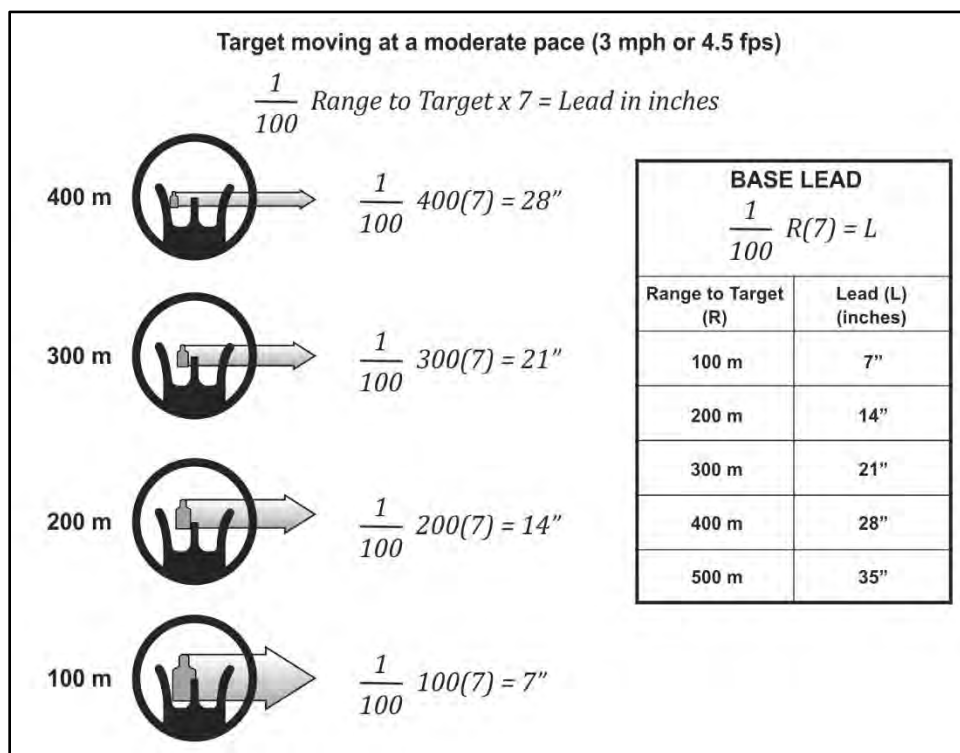 Target moving at a moderate pace (3 mph or 4.5 fps)
1/100 Range to Target x 7 = Lead in inches
400 m
1/100 400(7) = 28”
300 m
1/100 300(7) = 21”
200 m
1/100 200(7) = 14”
100 m
1/100 100(7) = 7”
BASE LEAD
1/100 R(7) = L
Range to Target (R) Lead (L) (inches)
100 m 7”
200 m 14”
300 m 21”
400 m 28”
500 m 35”